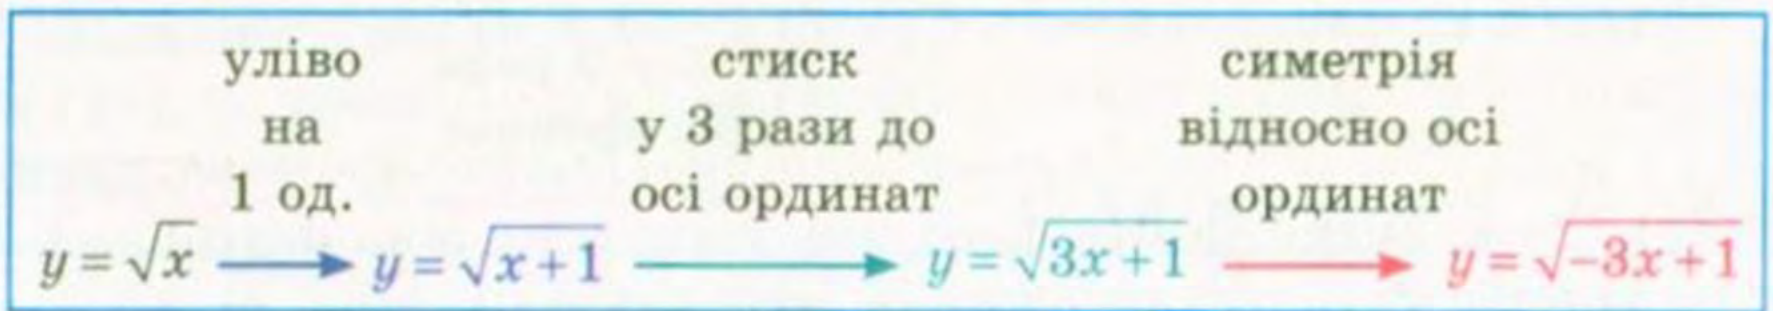 уліво
на
1 од.
стиск
у 3 рази до
осі ординат
симетрія
відносно осі
ординат
y = √x → y = √x+1 → y = √3x+1 → y = √−3x+1